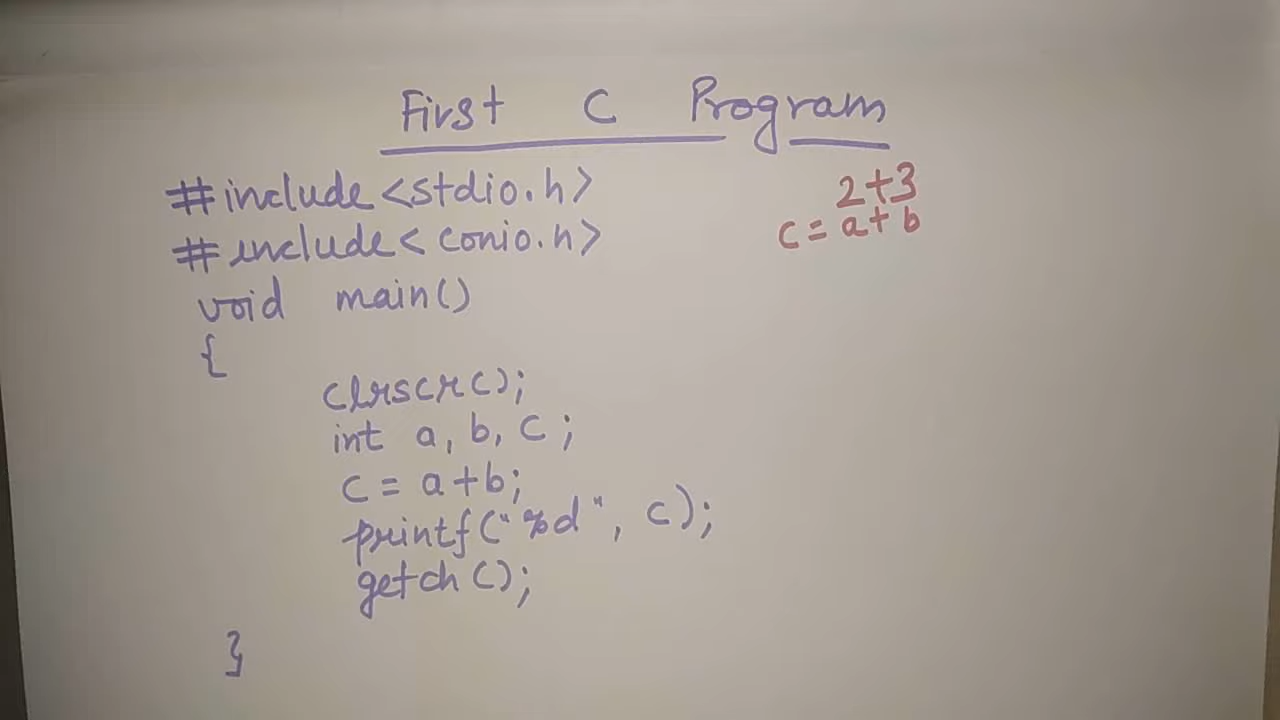 First C Program
2+3
c = a+b
#include <stdio.h>
#include < conio.h>
void main()
{
clrscr();
int a, b, c ;
c = a+b;
printf("%d", c);
getch();
}